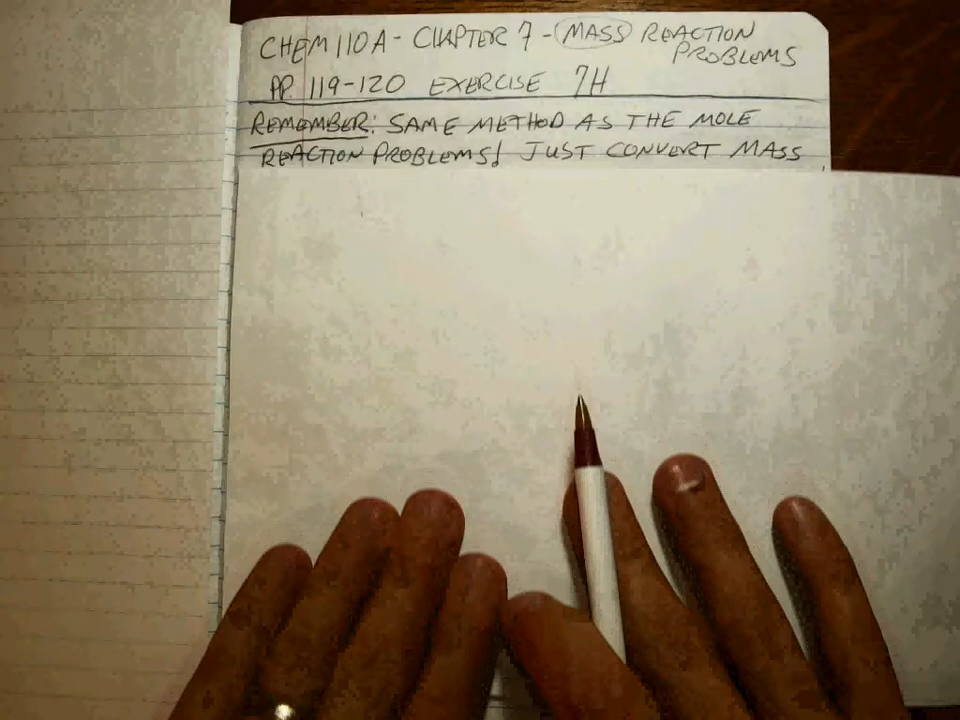 CHEM 110A - CHAPTER 7 - MASS REACTION
PROBLEMS
PP. 119-120 EXERCISE 7H
REMEMBER: SAME METHOD AS THE MOLE
REACTION PROBLEMS! JUST CONVERT MASS